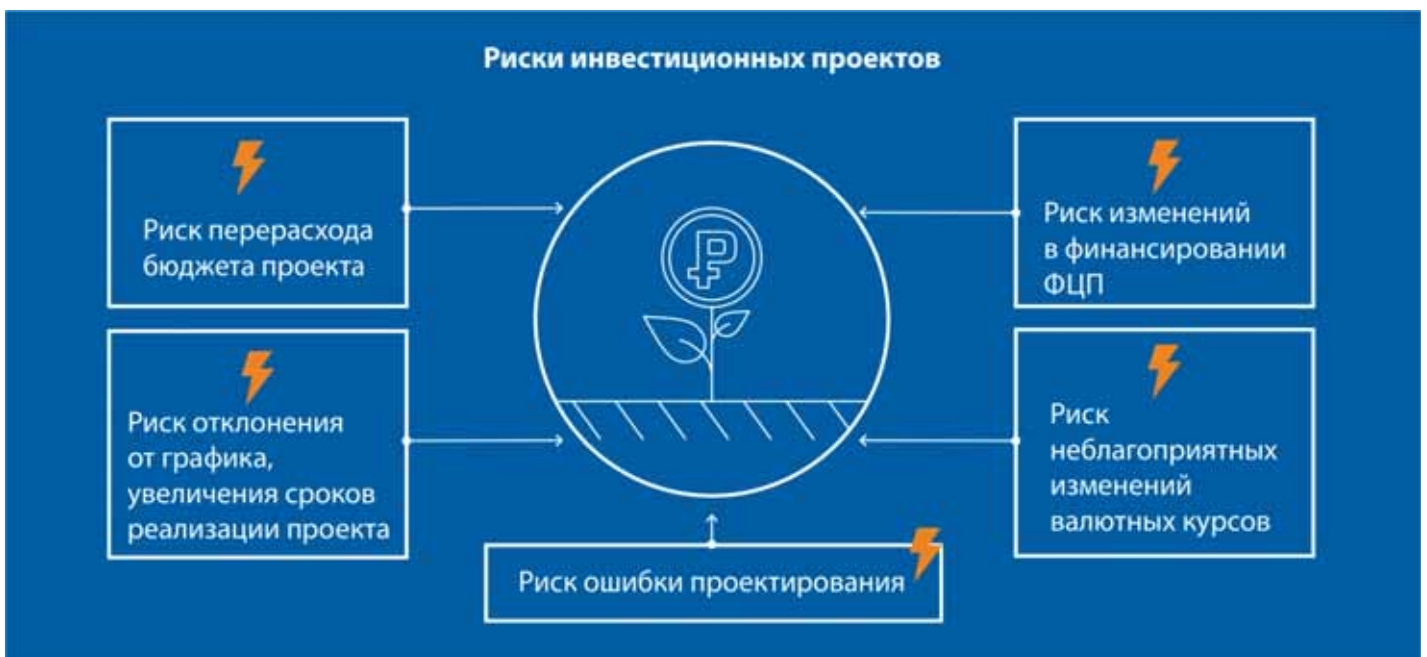 Риски инвестиционных проектов
Риск перерасхода
бюджета проекта
Риск изменений
в финансировании
ФЦП
Риск отклонения
от графика,
увеличения сроков
реализации проекта
Риск
неблагоприятных
изменений
валютных курсов
Риск ошибки проектирования